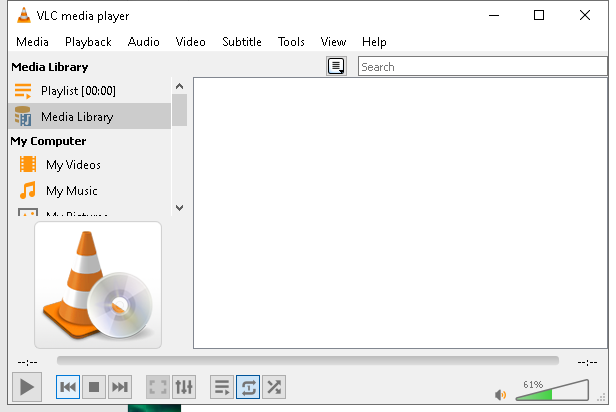 VLC media player
Media Playback Audio Video Subtitle Tools View Help
Media Library
Search
Playlist [00:00]
Media Library
My Computer
My Videos
My Music
My Pictures
--:-- --:--
61%